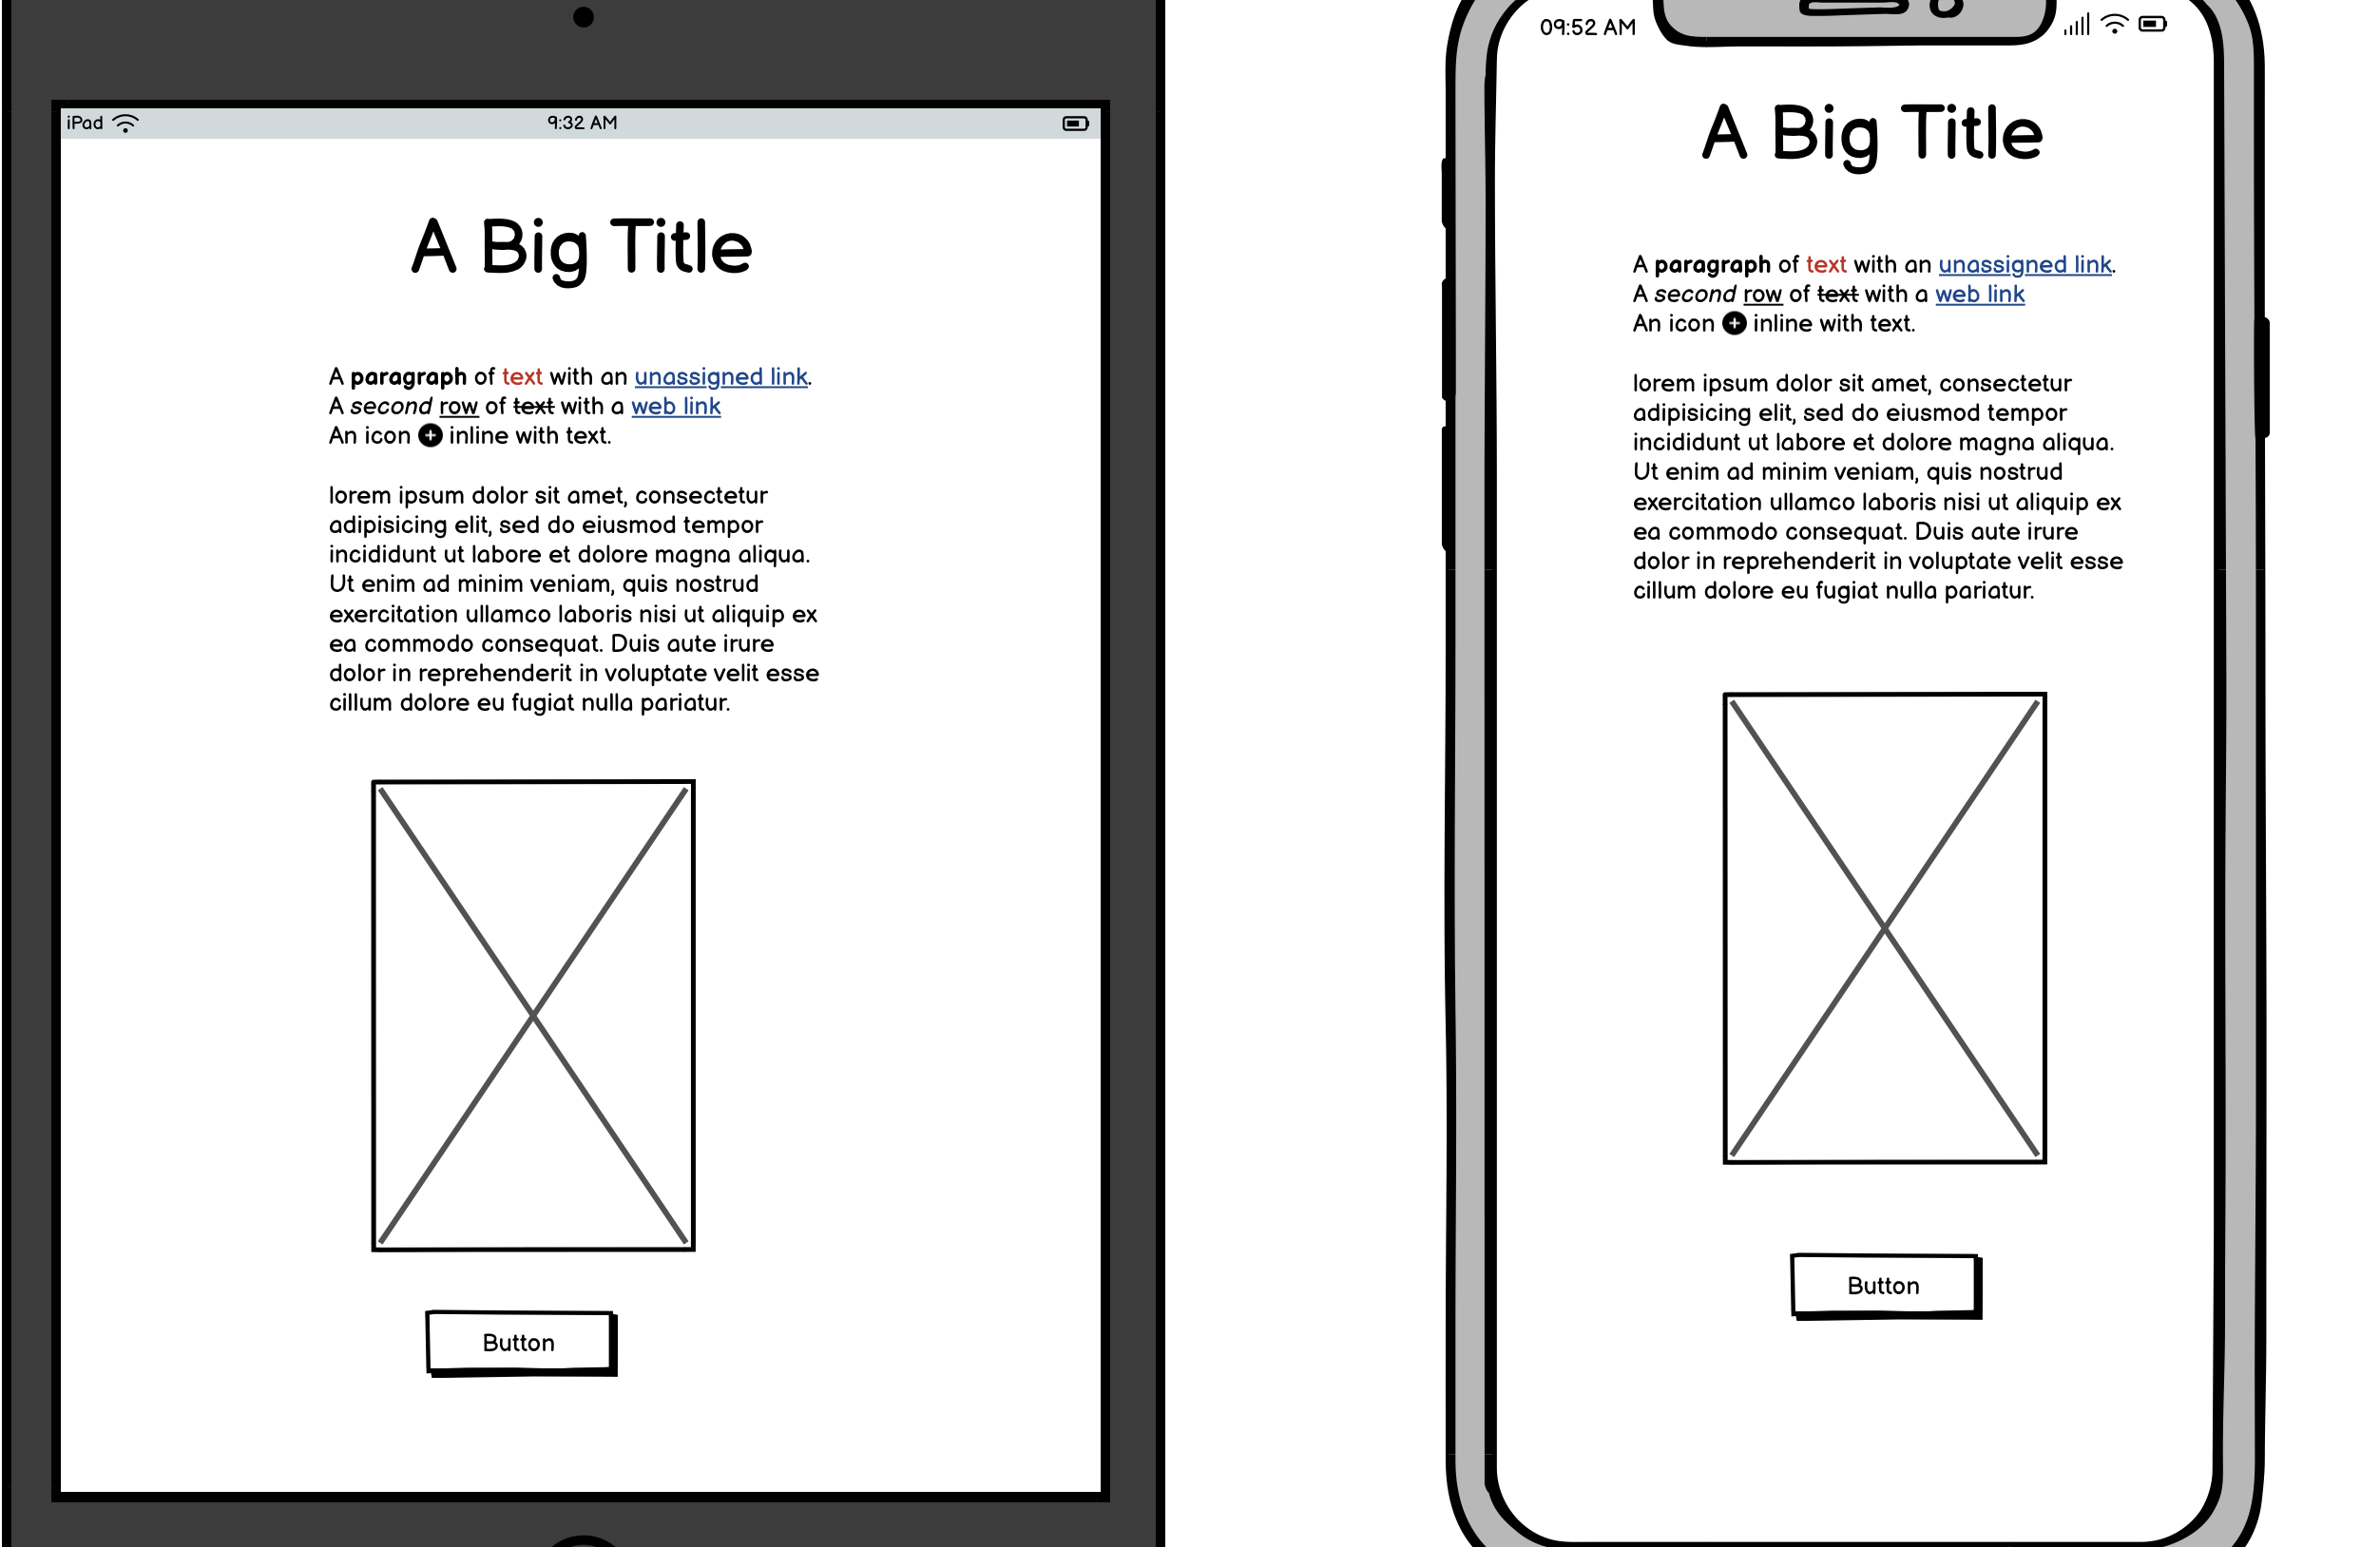 iPad 9:32 AM
A Big Title
A paragraph of text with an unassigned link.
A second row of text with a web link
An icon inline with text.
lorem ipsum dolor sit amet, consectetur
adipisicing elit, sed do eiusmod tempor
incididunt ut labore et dolore magna aliqua.
Ut enim ad minim veniam, quis nostrud
exercitation ullamco laboris nisi ut aliquip ex
ea commodo consequat. Duis aute irure
dolor in reprehenderit in voluptate velit esse
cillum dolore eu fugiat nulla pariatur.
Button
09:52 AM
A Big Title
A paragraph of text with an unassigned link.
A second row of text with a web link
An icon inline with text.
lorem ipsum dolor sit amet, consectetur
adipisicing elit, sed do eiusmod tempor
incididunt ut labore et dolore magna aliqua.
Ut enim ad minim veniam, quis nostrud
exercitation ullamco laboris nisi ut aliquip ex
ea commodo consequat. Duis aute irure
dolor in reprehenderit in voluptate velit esse
cillum dolore eu fugiat nulla pariatur.
Button